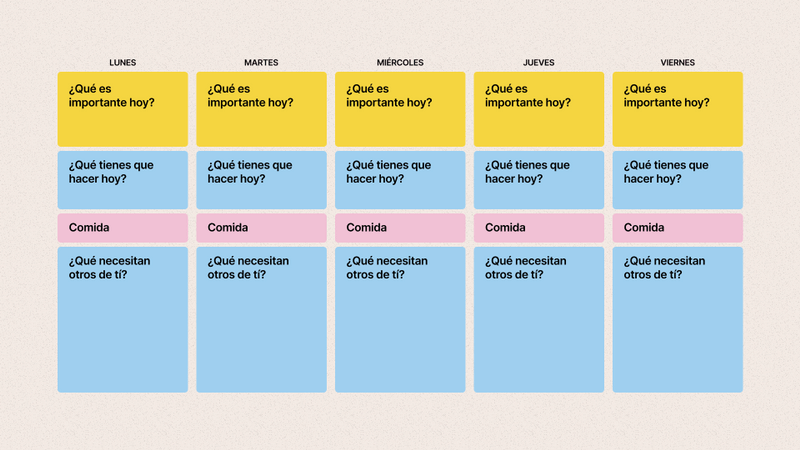 LUNES MARTES MIÉRCOLES JUEVES VIERNES
¿Qué es ¿Qué es ¿Qué es ¿Qué es ¿Qué es
importante hoy? importante hoy? importante hoy? importante hoy? importante hoy?
¿Qué tienes que ¿Qué tienes que ¿Qué tienes que ¿Qué tienes que ¿Qué tienes que
hacer hoy? hacer hoy? hacer hoy? hacer hoy? hacer hoy?
Comida Comida Comida Comida Comida
¿Qué necesitan ¿Qué necesitan ¿Qué necesitan ¿Qué necesitan ¿Qué necesitan
otros de tí? otros de tí? otros de tí? otros de tí? otros de tí?